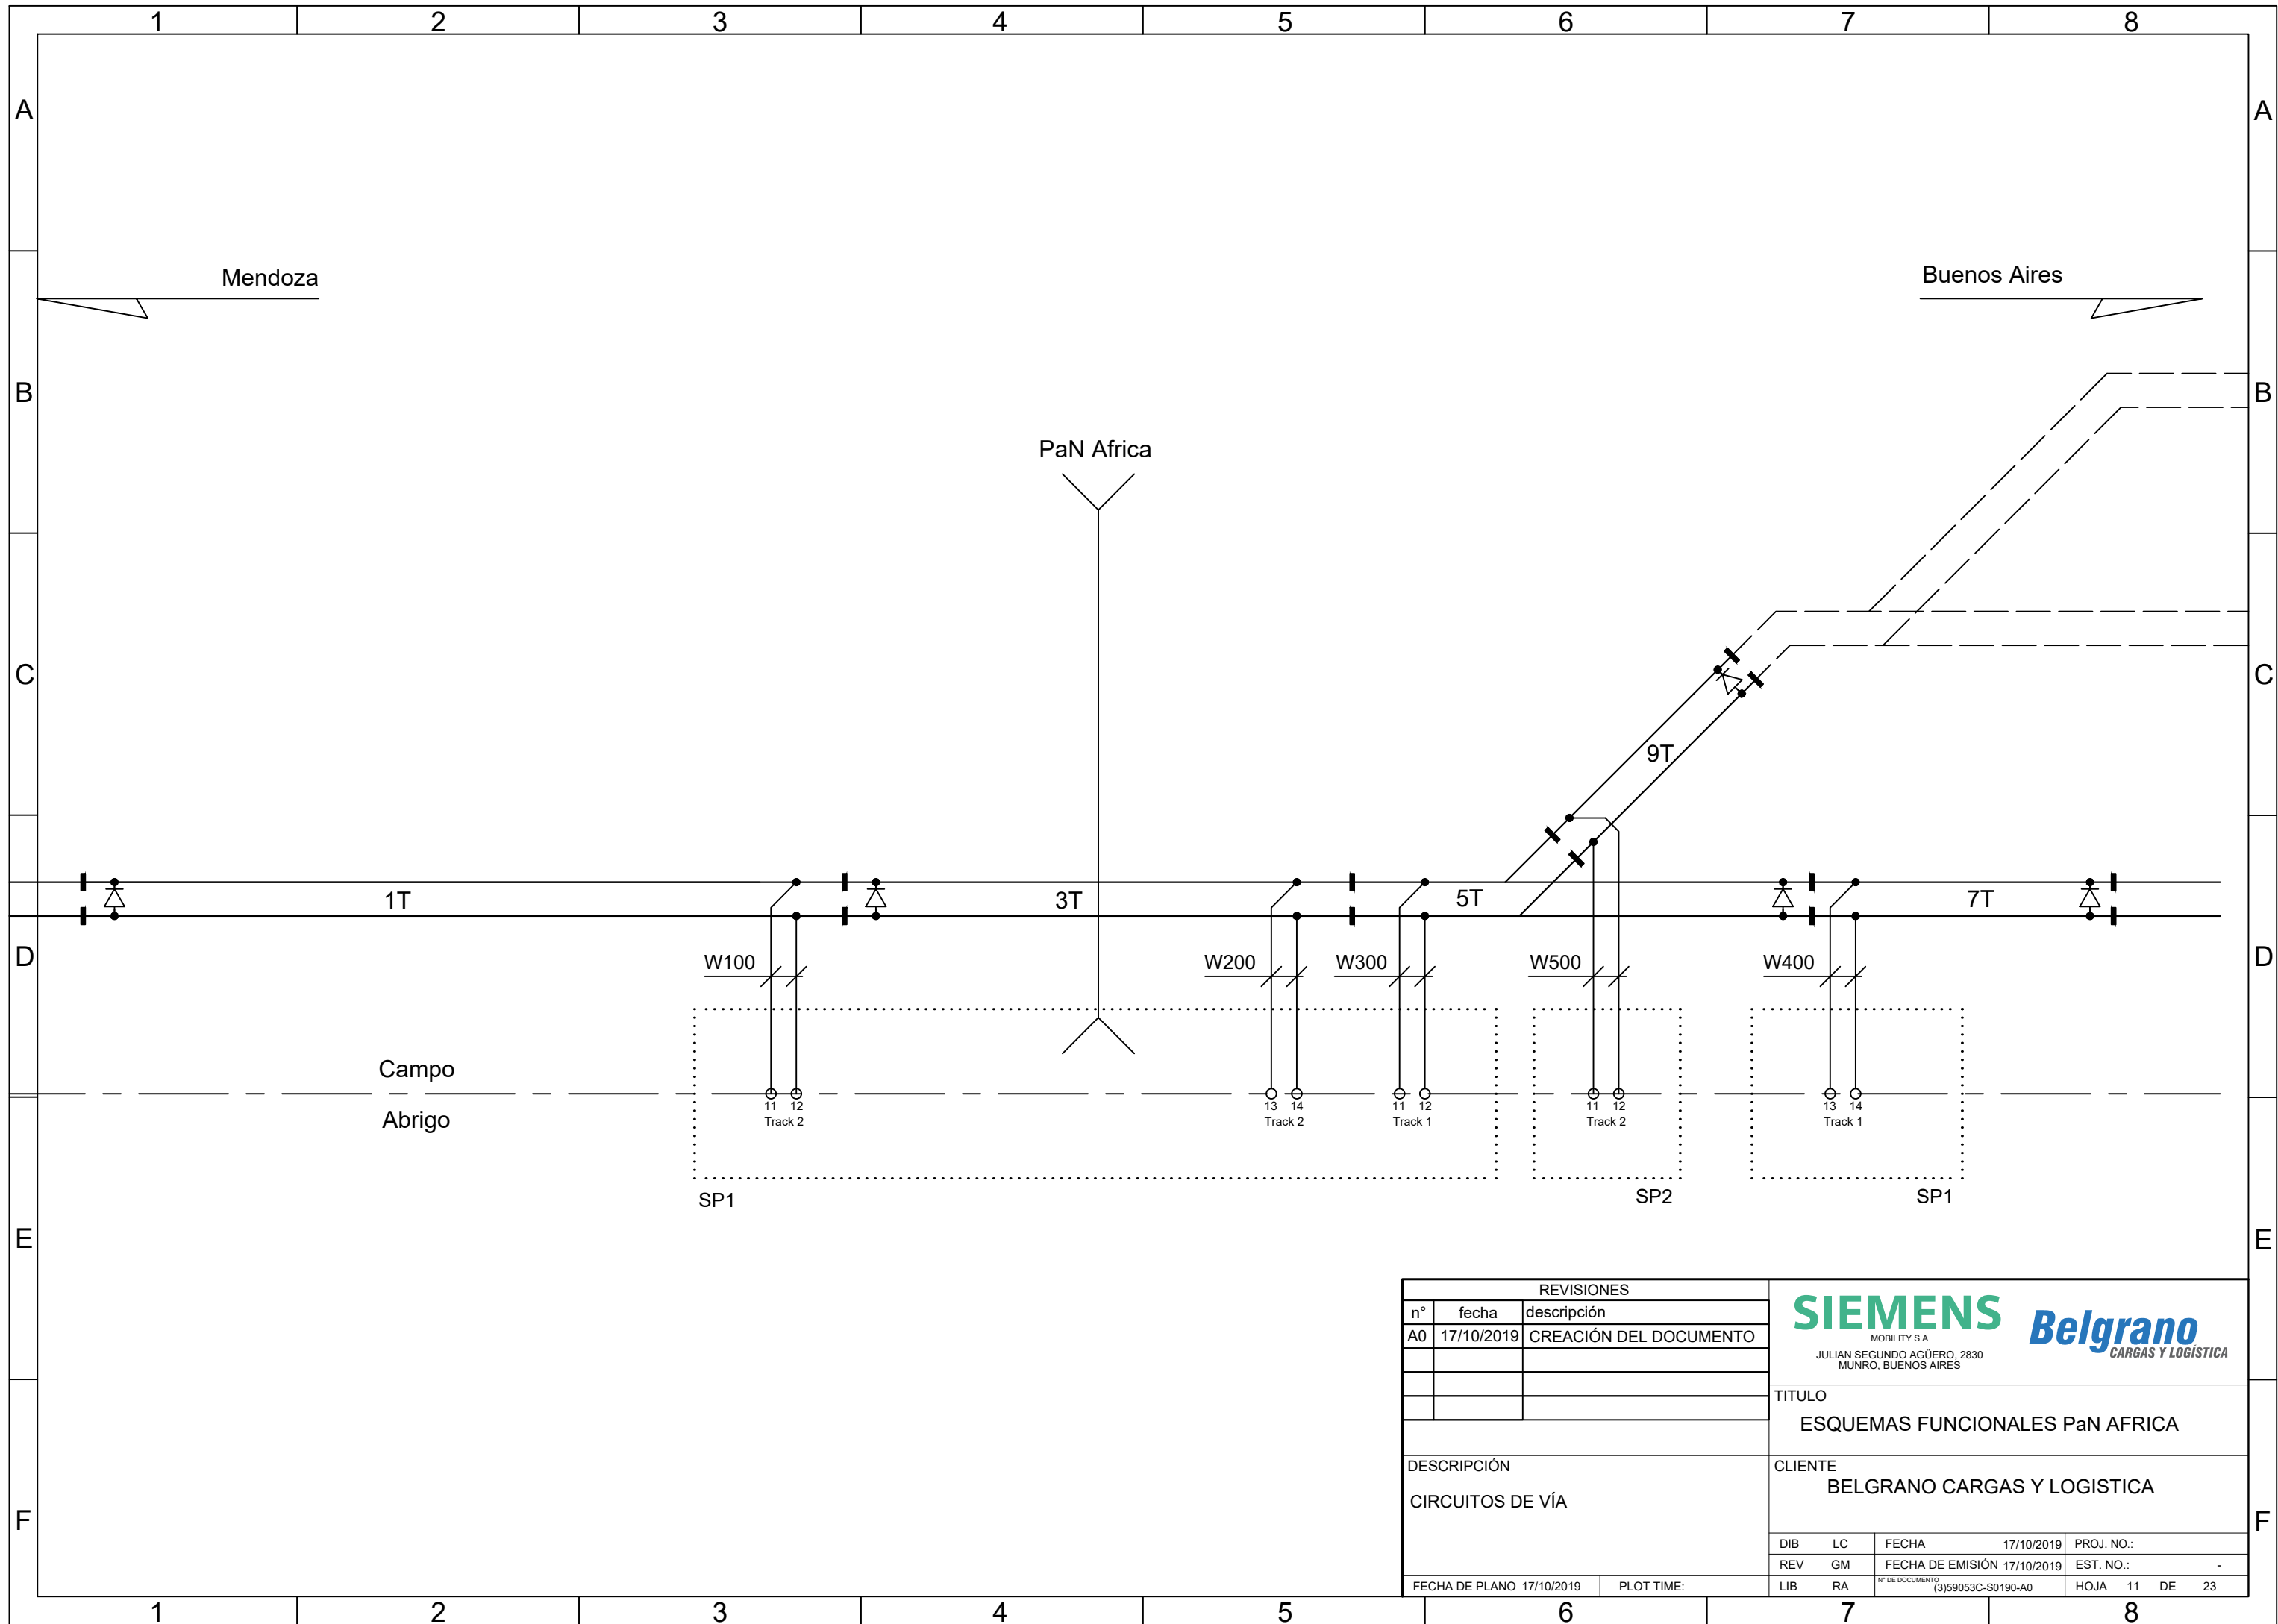 1 2 3 4 5 6 7 8
A A
Mendoza Buenos Aires
B B
PaN Africa
C C
9T
1T 3T 5T 7T
W100 W200 W300 W500 W400
D D
Campo
Abrigo
11 12 13 14 11 12 11 12 13 14
Track 2 Track 2 Track 1 Track 2 Track 1
SP1 SP2 SP1
E E
REVISIONES
n° fecha descripción
A0 17/10/2019 CREACIÓN DEL DOCUMENTO
SIEMENS
MOBILITY S.A
JULIAN SEGUNDO AGÜERO, 2830
MUNRO, BUENOS AIRES
Belgrano
CARGAS Y LOGÍSTICA
TITULO
ESQUEMAS FUNCIONALES PaN AFRICA
DESCRIPCIÓN
CIRCUITOS DE VÍA
CLIENTE
BELGRANO CARGAS Y LOGISTICA
F F
DIB LC FECHA 17/10/2019 PROJ. NO.:
REV GM FECHA DE EMISIÓN 17/10/2019 EST. NO.: -
FECHA DE PLANO 17/10/2019 PLOT TIME: LIB RA N° DE DOCUMENTO (3)59053C-S0190-A0 HOJA 11 DE 23
1 2 3 4 5 6 7 8